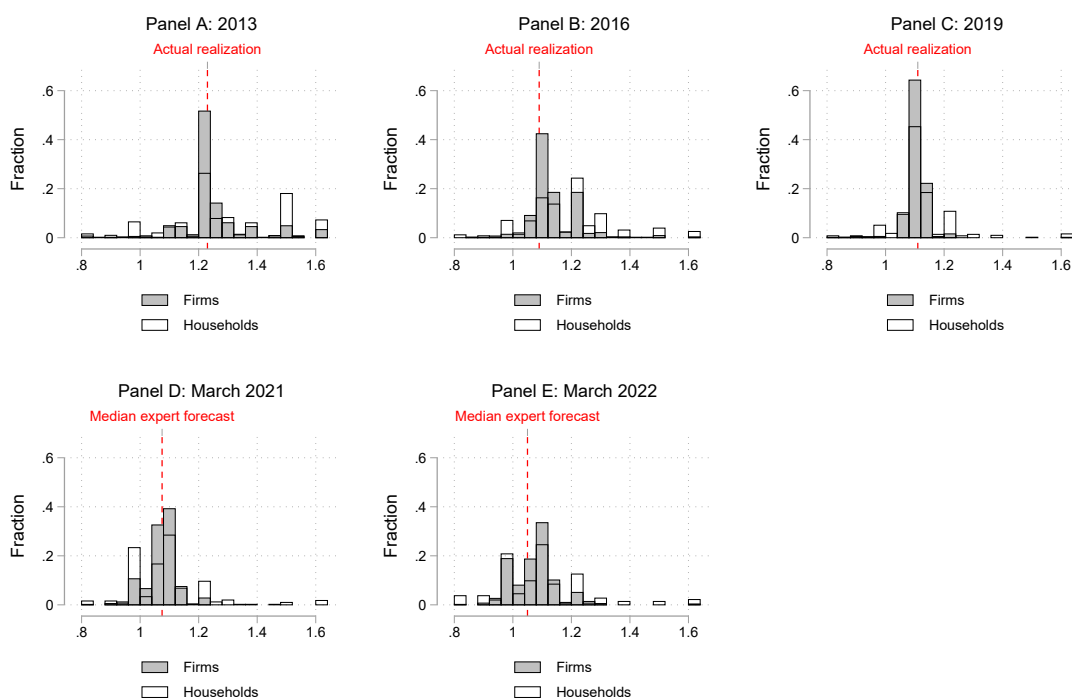 Panel A: 2013
Actual realization
Fraction
.6
.4
.2
0
.8 1 1.2 1.4 1.6
Firms
Households
Panel B: 2016
Actual realization
Fraction
.6
.4
.2
0
.8 1 1.2 1.4 1.6
Firms
Households
Panel C: 2019
Actual realization
Fraction
.6
.4
.2
0
.8 1 1.2 1.4 1.6
Firms
Households
Panel D: March 2021
Median expert forecast
Fraction
.6
.4
.2
0
.8 1 1.2 1.4 1.6
Firms
Households
Panel E: March 2022
Median expert forecast
Fraction
.6
.4
.2
0
.8 1 1.2 1.4 1.6
Firms
Households